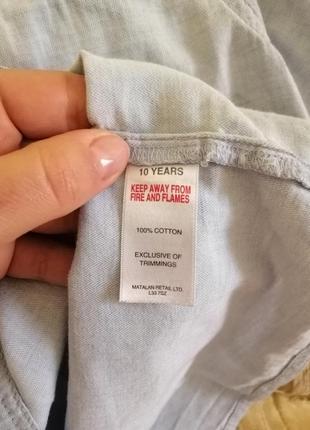 10 YEARS
KEEP AWAY FROM
FIRE AND FLAMES
100% COTTON
EXCLUSIVE OF
TRIMMINGS
MATALAN RETAIL LTD.
L33 7SZ